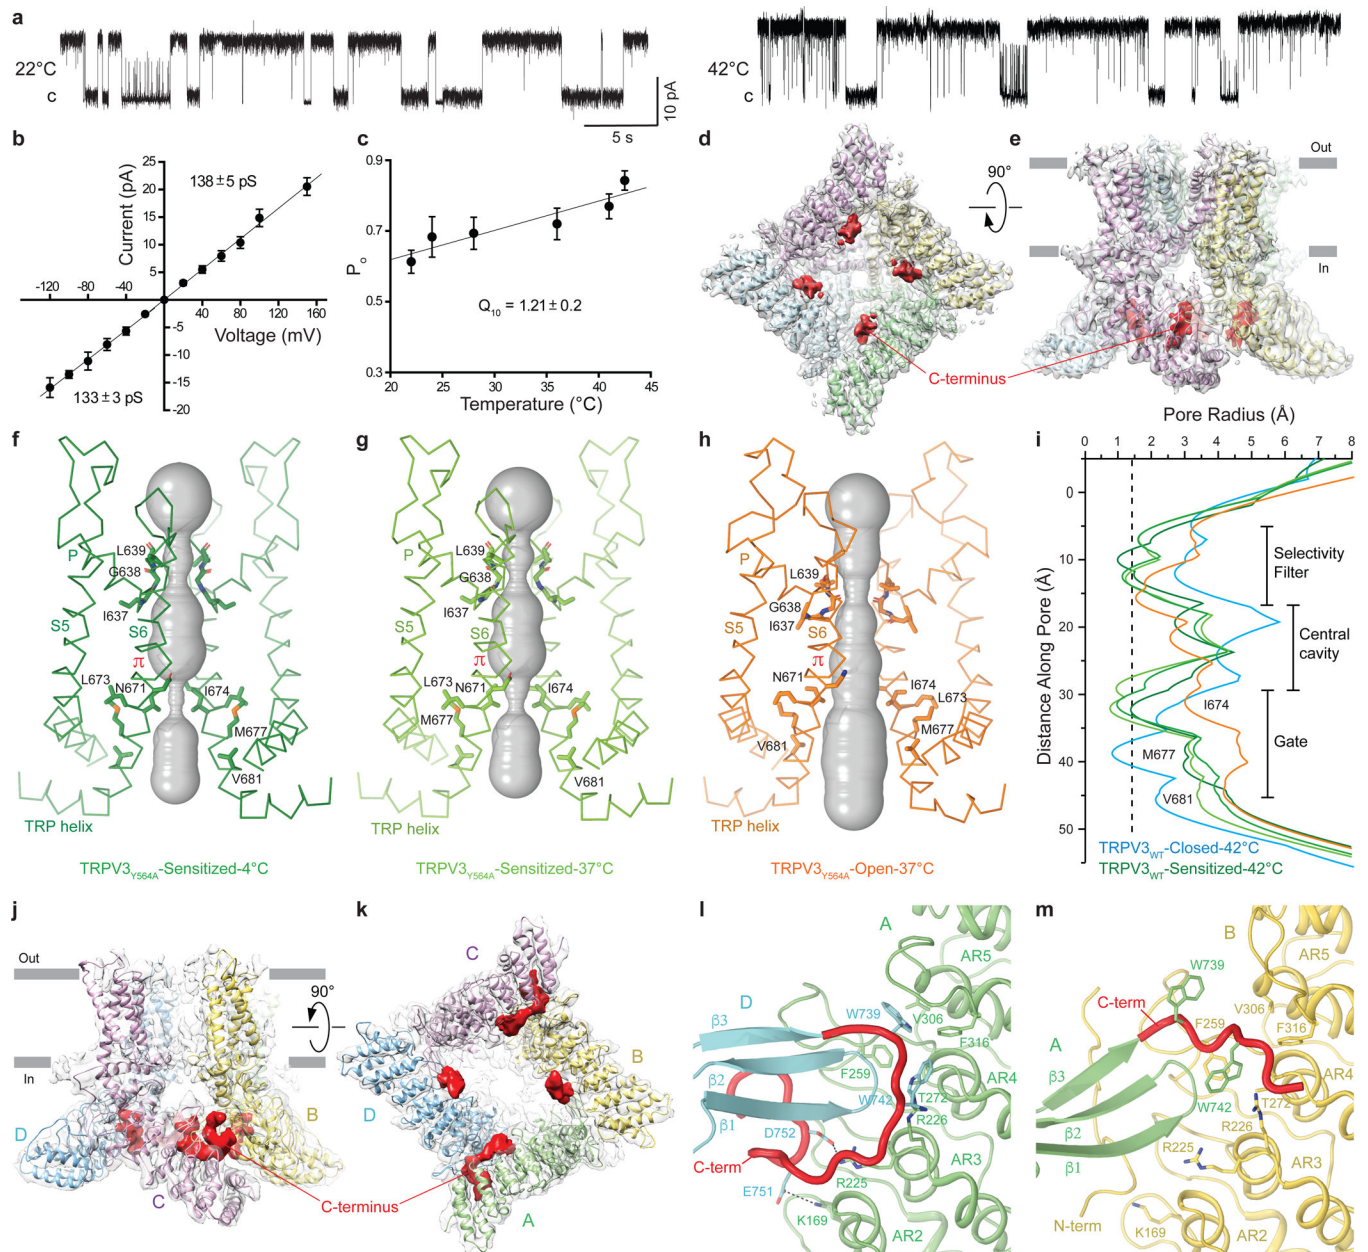 a
22°C
c
10 pA
5 s
42°C
c
b
Current (pA)
25
20
15
10
5
138±5 pS
-120
-80
-40
0
40
80
120
160
Voltage (mV)
-5
-10
-15
-20
133±3 pS
c
Po
0.9
0.7
0.5
0.3
Q10 = 1.21±0.2
20
25
30
35
40
45
Temperature (°C)
d
90°
e
Out
In
C-terminus
f
P
L639
G638
I637
S5
S6
π
L673
N671
I674
M677
M677
V681
TRP helix
TRPV3Y564A-Sensitized-4°C
g
P
L639
G638
I637
S5
S6
π
L673
N671
I674
M677
M677
V681
TRP helix
TRPV3Y564A-Sensitized-37°C
h
P
L639
G638
I637
S5
S6
π
N671
I674
L673
M677
V681
TRP helix
TRPV3Y564A-Open-37°C
i
Pore Radius (Å)
0 1 2 3 4 5 6 7 8
Distance Along Pore (Å)
0
10
20
30
40
50
Selectivity
Filter
Central
cavity
Gate
I674
M677
V681
TRPV3WT-Closed-42°C
TRPV3WT-Sensitized-42°C
j
Out
In
90°
D
B
C
C-terminus
k
C
B
D
A
l
A
AR5
D
W739
V306
β3
F316
F259
AR4
β2
W742
T272
β1
R226
D752
AR3
C-term
R225
E751
K169
AR2
m
B
W739
AR5
C-term
V306
A
F259
F316
β3
AR4
W742
T272
β2
R226
β1
R225
AR3
N-term
K169
AR2